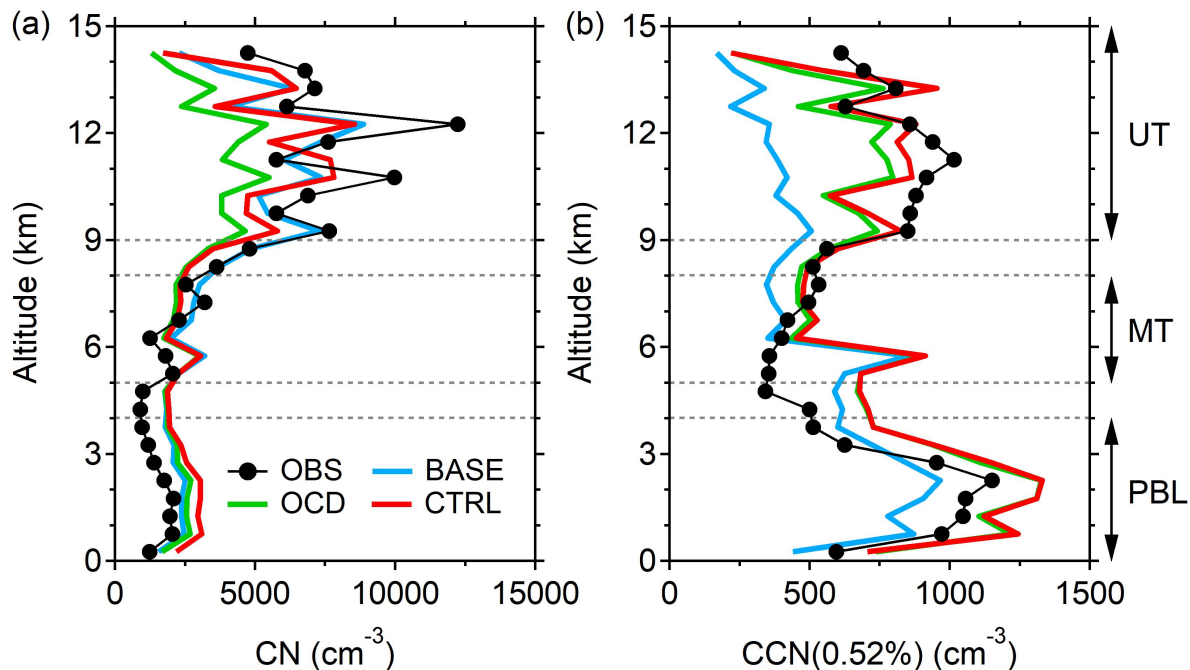 (a)
15
12
9
6
3
0
Altitude (km)
OBS
BASE
OCD
CTRL
0
5000
10000
15000
CN (cm⁻³)
(b)
15
12
9
6
3
0
Altitude (km)
0
500
1000
1500
CCN(0.52%) (cm⁻³)
UT
MT
PBL